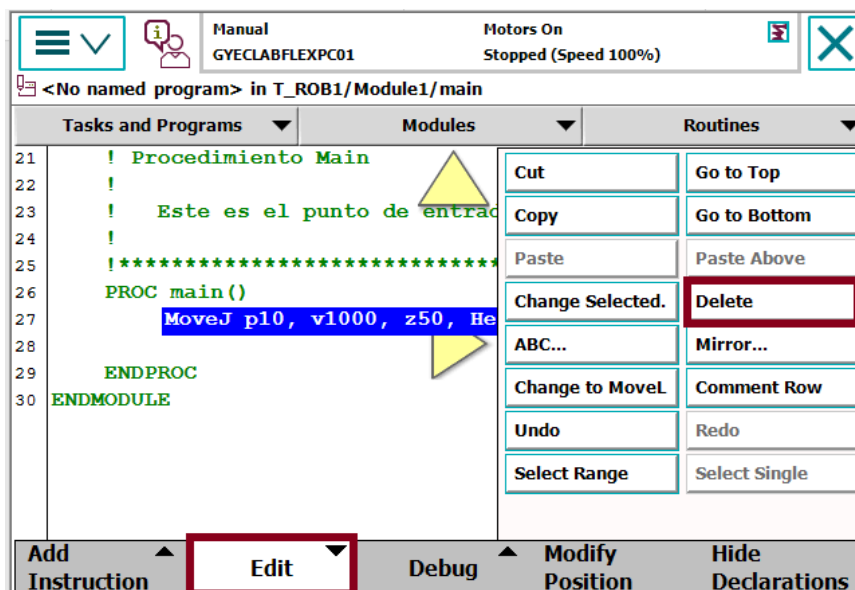 Manual
GYECLABFLEXPC01
Motors On
Stopped (Speed 100%)
<No named program> in T_ROB1/Module1/main
Tasks and Programs
Modules
Routines
21 ! Procedimiento Main
22 !
23 ! Este es el punto de entrad
24 !
25 !*****************************
26 PROC main()
27 MoveJ p10, v1000, z50, He
28
29 ENDPROC
30 ENDMODULE
Cut
Go to Top
Copy
Go to Bottom
Paste
Paste Above
Change Selected.
Delete
ABC...
Mirror...
Change to MoveL
Comment Row
Undo
Redo
Select Range
Select Single
Add
Instruction
Edit
Debug
Modify
Position
Hide
Declarations